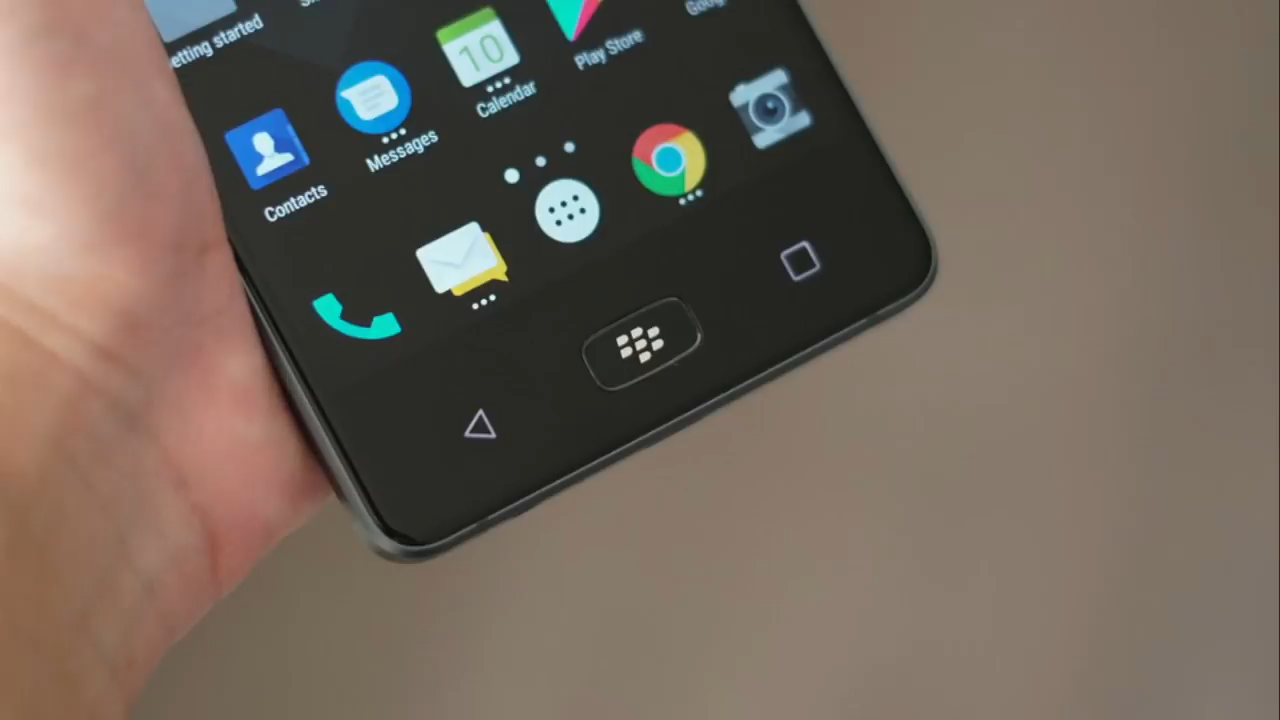 etting started
Play Store
10
Calendar
Messages
Contacts